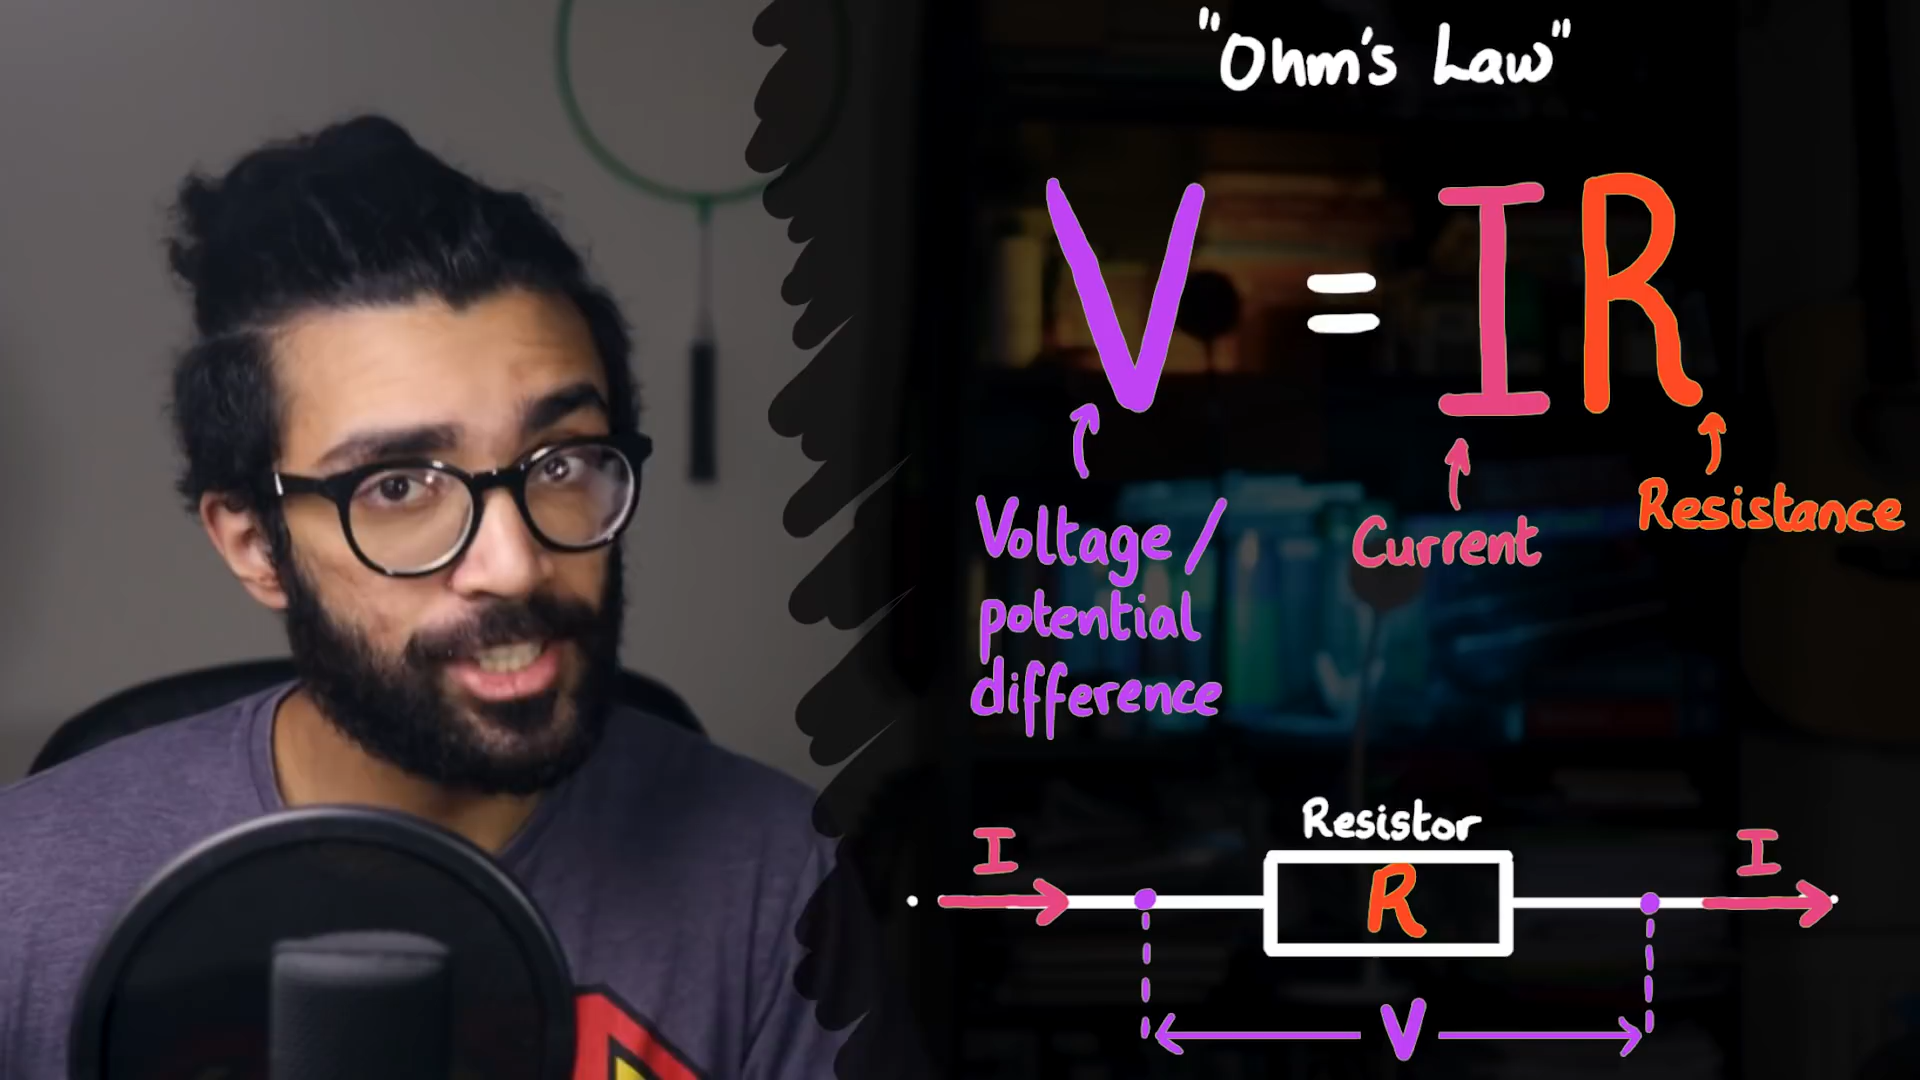 "Ohm's Law"
V = IR
Voltage /
potential
difference
Current
Resistance
Resistor
I
R
I
V